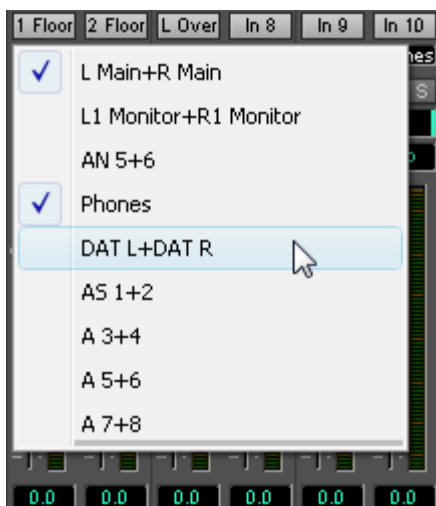 1 Floor 2 Floor L Over In 8 In 9 In 10
L Main+R Main
L1 Monitor+R1 Monitor
AN 5+6
Phones
DAT L+DAT R
AS 1+2
A 3+4
A 5+6
A 7+8
S
0.0 0.0 0.0 0.0 0.0 0.0